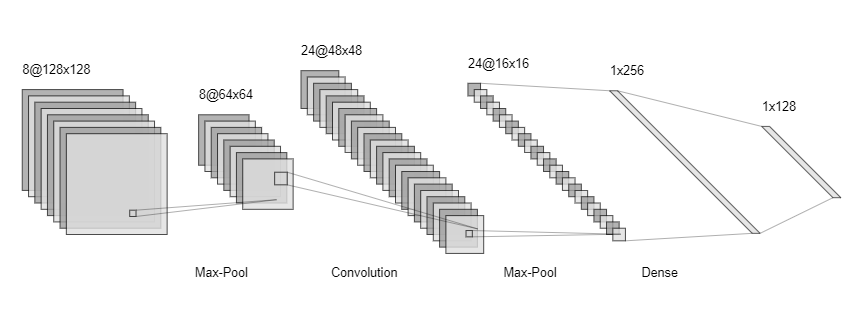 8@128x128
8@64x64
24@48x48
24@16x16
1x256
1x128
Max-Pool
Convolution
Max-Pool
Dense